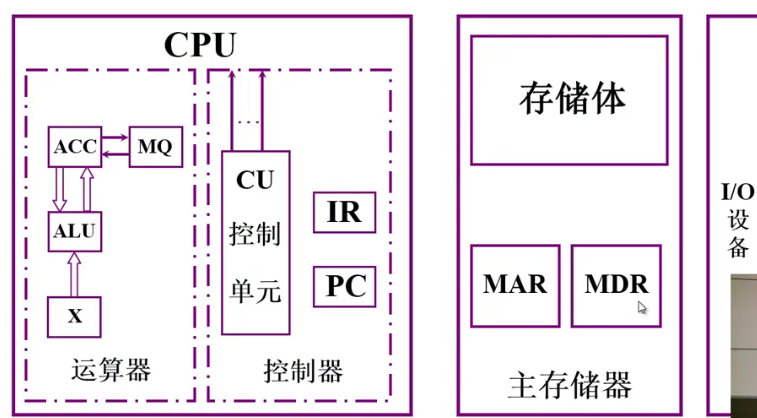 CPU
ACC
MQ
ALU
X
运算器
...
CU
控制
单元
IR
PC
控制器
存储体
MAR
MDR
主存储器
I/O
设
备